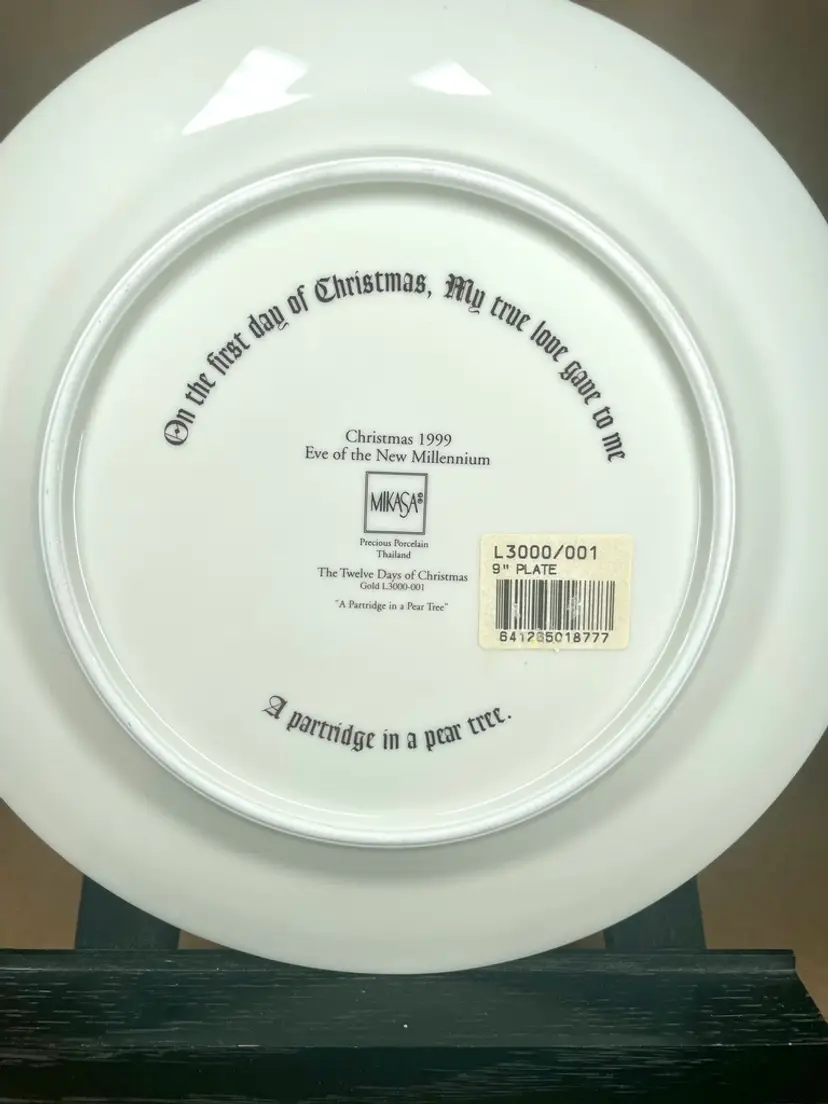 On the first day of Christmas, My true love gave to me
Christmas 1999
Eve of the New Millennium
MIKASA
Precious Porcelain
Thailand
The Twelve Days of Christmas
Gold L3000-001
"A Partridge in a Pear Tree"
L3000/001
9" PLATE
641265018777
A partridge in a pear tree.